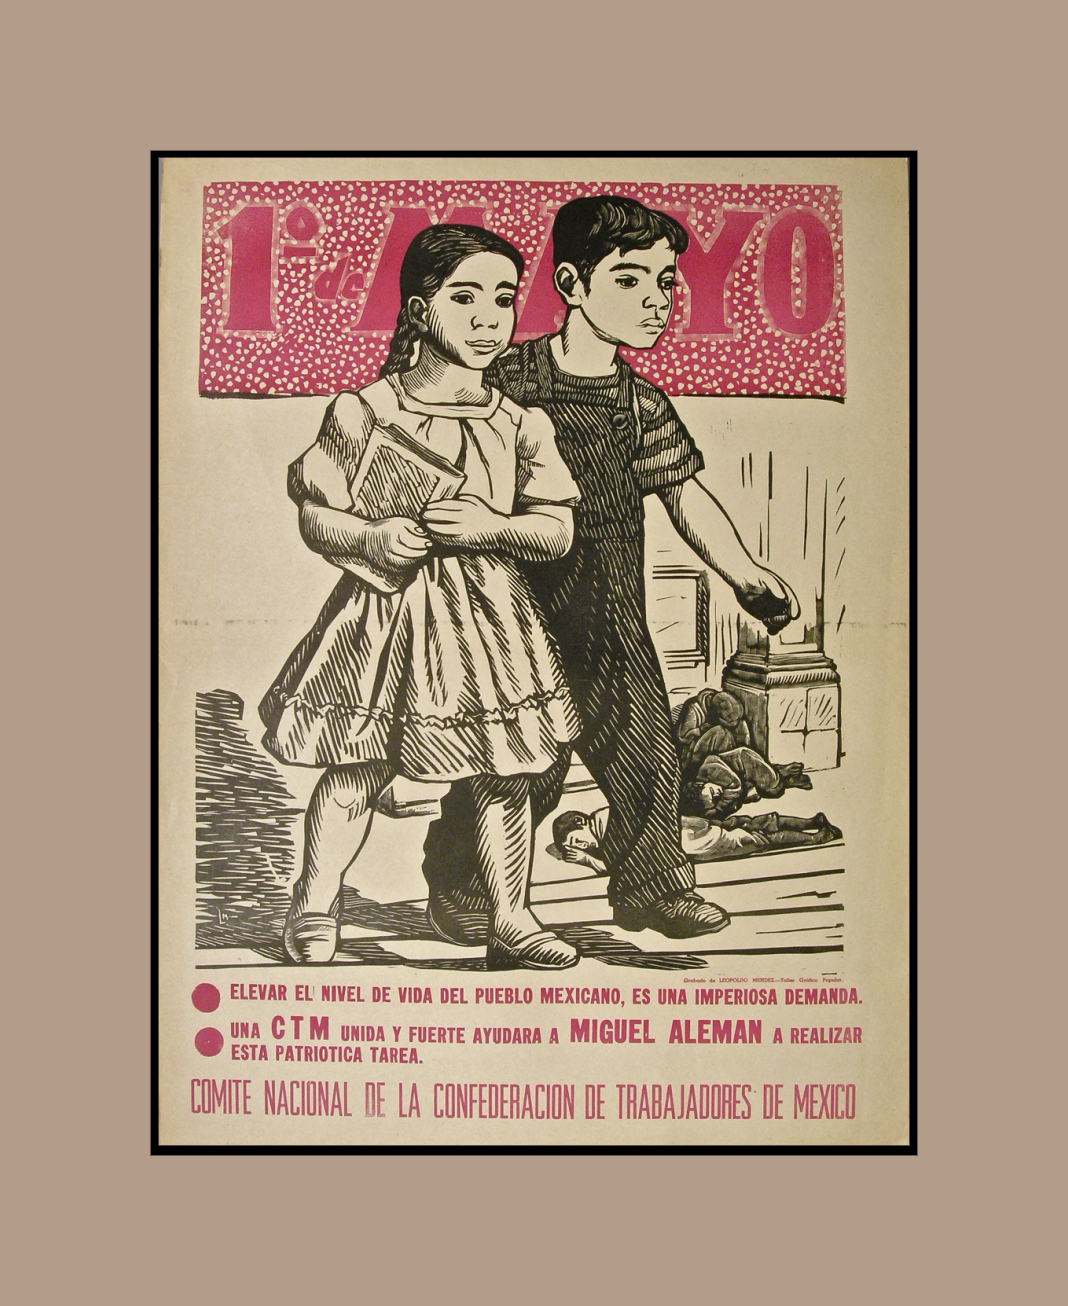 1º de MAYO
Grabado de LEOPOLDO MENDEZ.—Taller Gráfica Popular.
ELEVAR EL NIVEL DE VIDA DEL PUEBLO MEXICANO, ES UNA IMPERIOSA DEMANDA.
UNA CTM UNIDA Y FUERTE AYUDARA A MIGUEL ALEMAN A REALIZAR
ESTA PATRIOTICA TAREA.
COMITE NACIONAL DE LA CONFEDERACION DE TRABAJADORES DE MEXICO